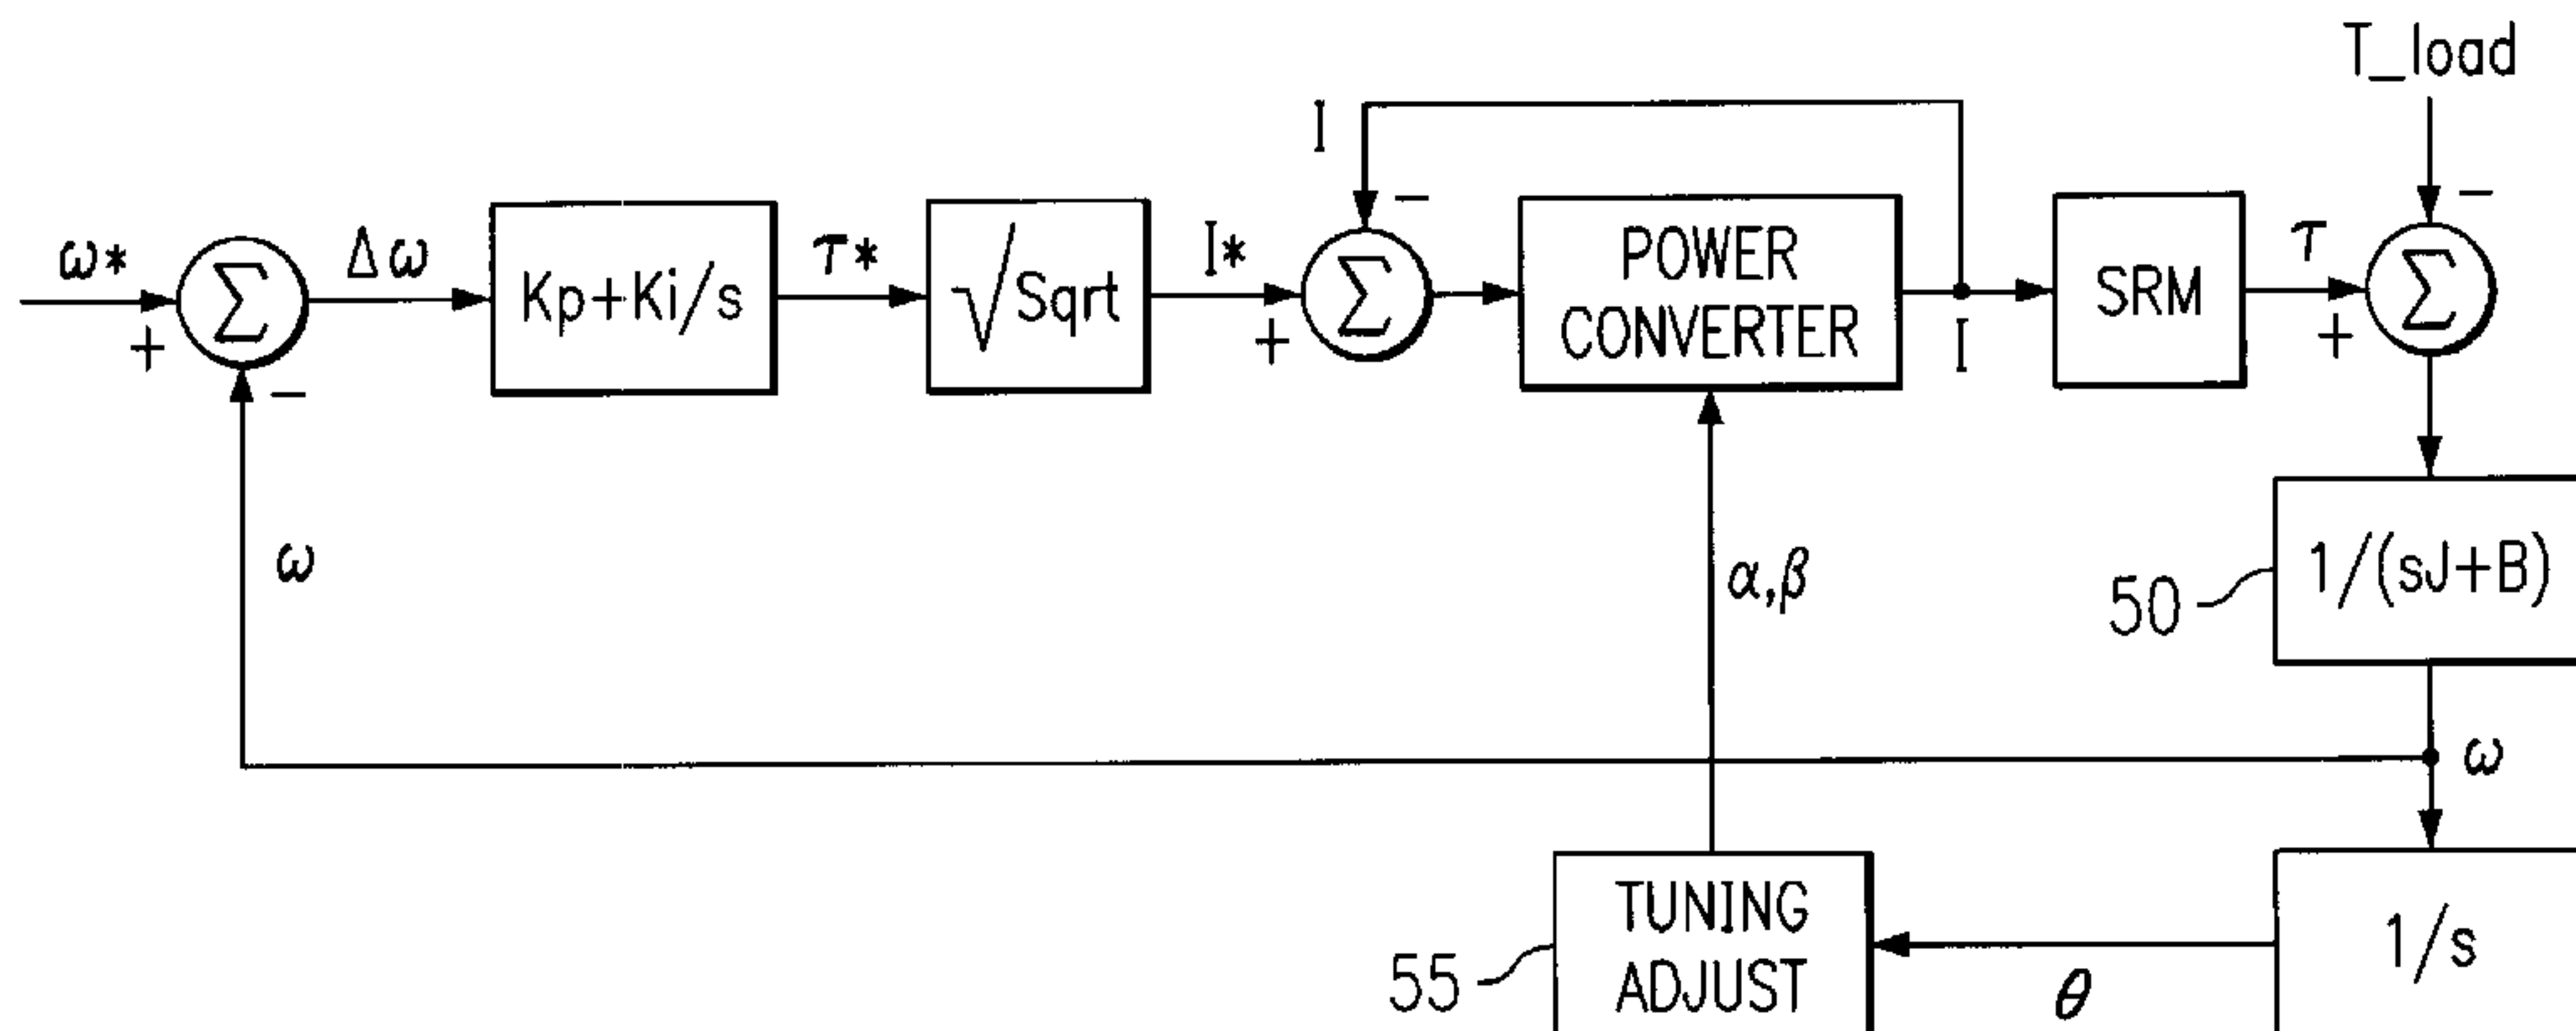 T_load
I
−
−
ω*
Δω
Kp+Ki/s
τ*
√Sqrt
I*
Σ
+
−
Σ
+
POWER
CONVERTER
I
SRM
τ
Σ
+
ω
α,β
50
1/(sJ+B)
ω
55
TUNING
ADJUST
θ
1/s